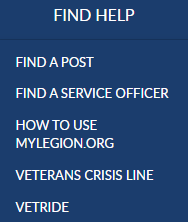 FIND HELP
FIND A POST
FIND A SERVICE OFFICER
HOW TO USE
MYLEGION.ORG
VETERANS CRISIS LINE
VETRIDE